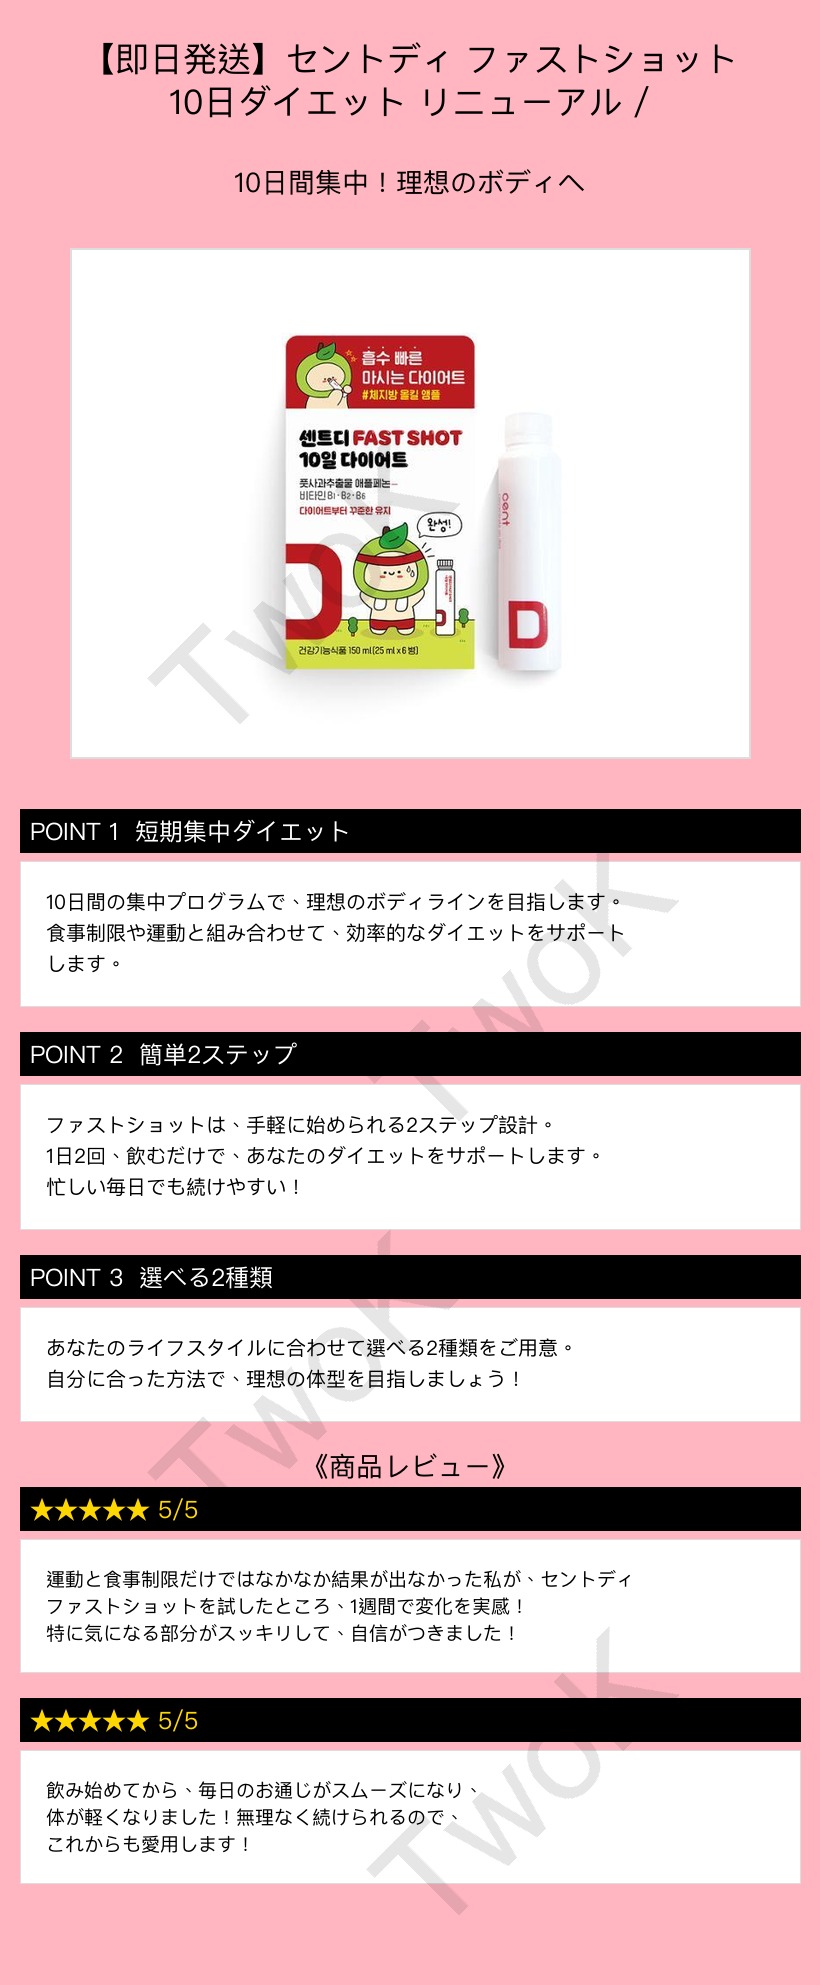 【即日発送】セントディ ファストショット
10日ダイエット リニューアル /
10日間集中！理想のボディへ
흡수 빠른
마시는 다이어트
#체지방 올킬 앰플
센트디 FAST SHOT
10일 다이어트
풋사과추출물 애플페논
비타민 B1·B2·B6
다이어트부터 꾸준한 유지
완성!
D
건강기능식품 150 ml(25 ml x 6 병)
cent
D
TwoK
POINT 1 短期集中ダイエット
10日間の集中プログラムで、理想のボディラインを目指します。
食事制限や運動と組み合わせて、効率的なダイエットをサポート
します。
TwoK
POINT 2 簡単2ステップ
ファストショットは、手軽に始められる2ステップ設計。
1日2回、飲むだけで、あなたのダイエットをサポートします。
忙しい毎日でも続けやすい！
POINT 3 選べる2種類
あなたのライフスタイルに合わせて選べる2種類をご用意。
自分に合った方法で、理想の体型を目指しましょう！
TwoK
《商品レビュー》
★★★★★ 5/5
運動と食事制限だけではなかなか結果が出なかった私が、セントディ
ファストショットを試したところ、1週間で変化を実感！
特に気になる部分がスッキリして、自信がつきました！
★★★★★ 5/5
飲み始めてから、毎日のお通じがスムーズになり、
体が軽くなりました！無理なく続けられるので、
これからも愛用します！
TwoK